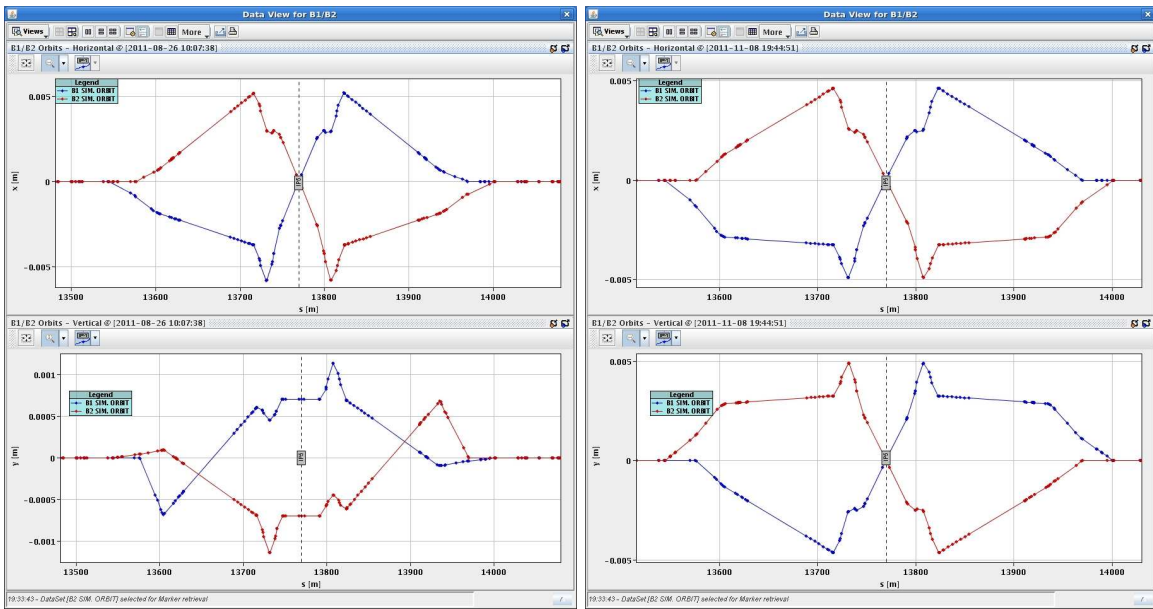 Data View for B1/B2
Views
More
B1/B2 Orbits - Horizontal @ [2011-08-26 10:07:38]
Legend
B1 SIM. ORBIT
B2 SIM. ORBIT
0.005
0
-0.005
x [m]
IP5
13500 13600 13700 13800 13900 14000
s [m]
B1/B2 Orbits - Vertical @ [2011-08-26 10:07:38]
Legend
B1 SIM. ORBIT
B2 SIM. ORBIT
0.001
0.0005
0
-0.0005
-0.001
y [m]
IP5
13500 13600 13700 13800 13900 14000
s [m]
19:33:43 - DataSet [B2 SIM. ORBIT] selected for Marker retrieval
Data View for B1/B2
Views
More
B1/B2 Orbits - Horizontal @ [2011-11-08 19:44:51]
Legend
B1 SIM. ORBIT
B2 SIM. ORBIT
0.005
0
-0.005
x [m]
IP5
13600 13700 13800 13900 14000
s [m]
B1/B2 Orbits - Vertical @ [2011-11-08 19:44:51]
Legend
B1 SIM. ORBIT
B2 SIM. ORBIT
0.005
0
-0.005
y [m]
IP5
13600 13700 13800 13900 14000
s [m]
19:33:43 - DataSet [B2 SIM. ORBIT] selected for Marker retrieval